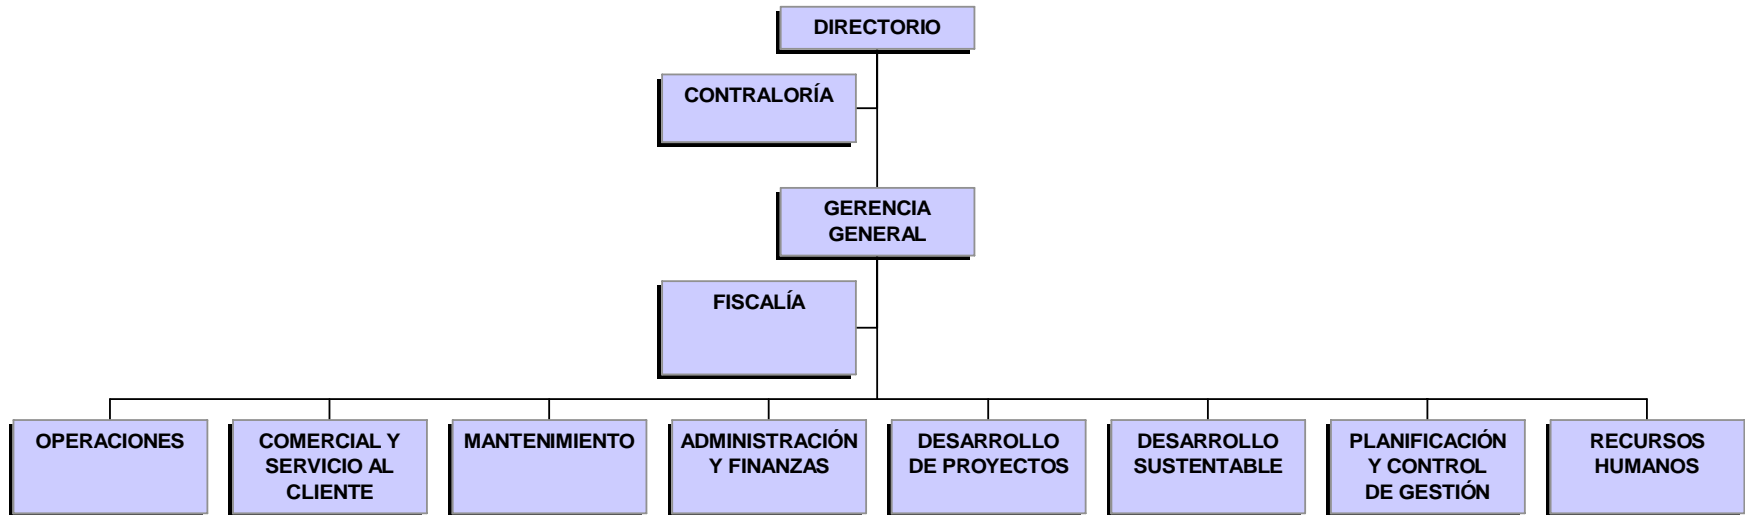 DIRECTORIO
CONTRALORÍA
GERENCIA
GENERAL
FISCALÍA
OPERACIONES
COMERCIAL Y
SERVICIO AL
CLIENTE
MANTENIMIENTO
ADMINISTRACIÓN
Y FINANZAS
DESARROLLO
DE PROYECTOS
DESARROLLO
SUSTENTABLE
PLANIFICACIÓN
Y CONTROL
DE GESTIÓN
RECURSOS
HUMANOS